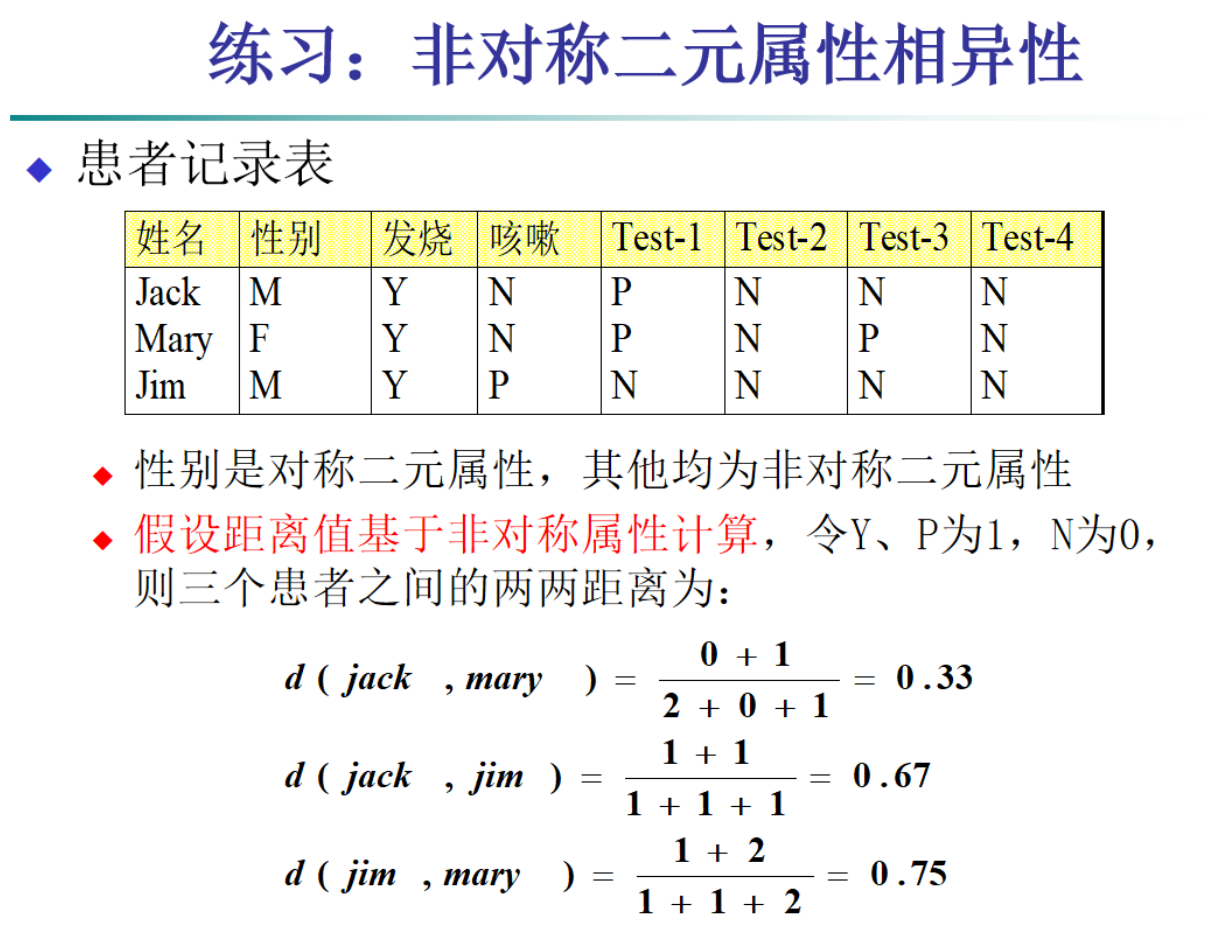 练习：非对称二元属性相异性
患者记录表
姓名 性别 发烧 咳嗽 Test-1 Test-2 Test-3 Test-4
Jack M Y N P N N N
Mary F Y N P N P N
Jim M Y P N N N N
性别是对称二元属性，其他均为非对称二元属性
假设距离值基于非对称属性计算，令Y、P为1，N为0，
则三个患者之间的两两距离为：
d ( jack , mary ) = 0 + 1 / 2 + 0 + 1 = 0.33
d ( jack , jim ) = 1 + 1 / 1 + 1 + 1 = 0.67
d ( jim , mary ) = 1 + 2 / 1 + 1 + 2 = 0.75